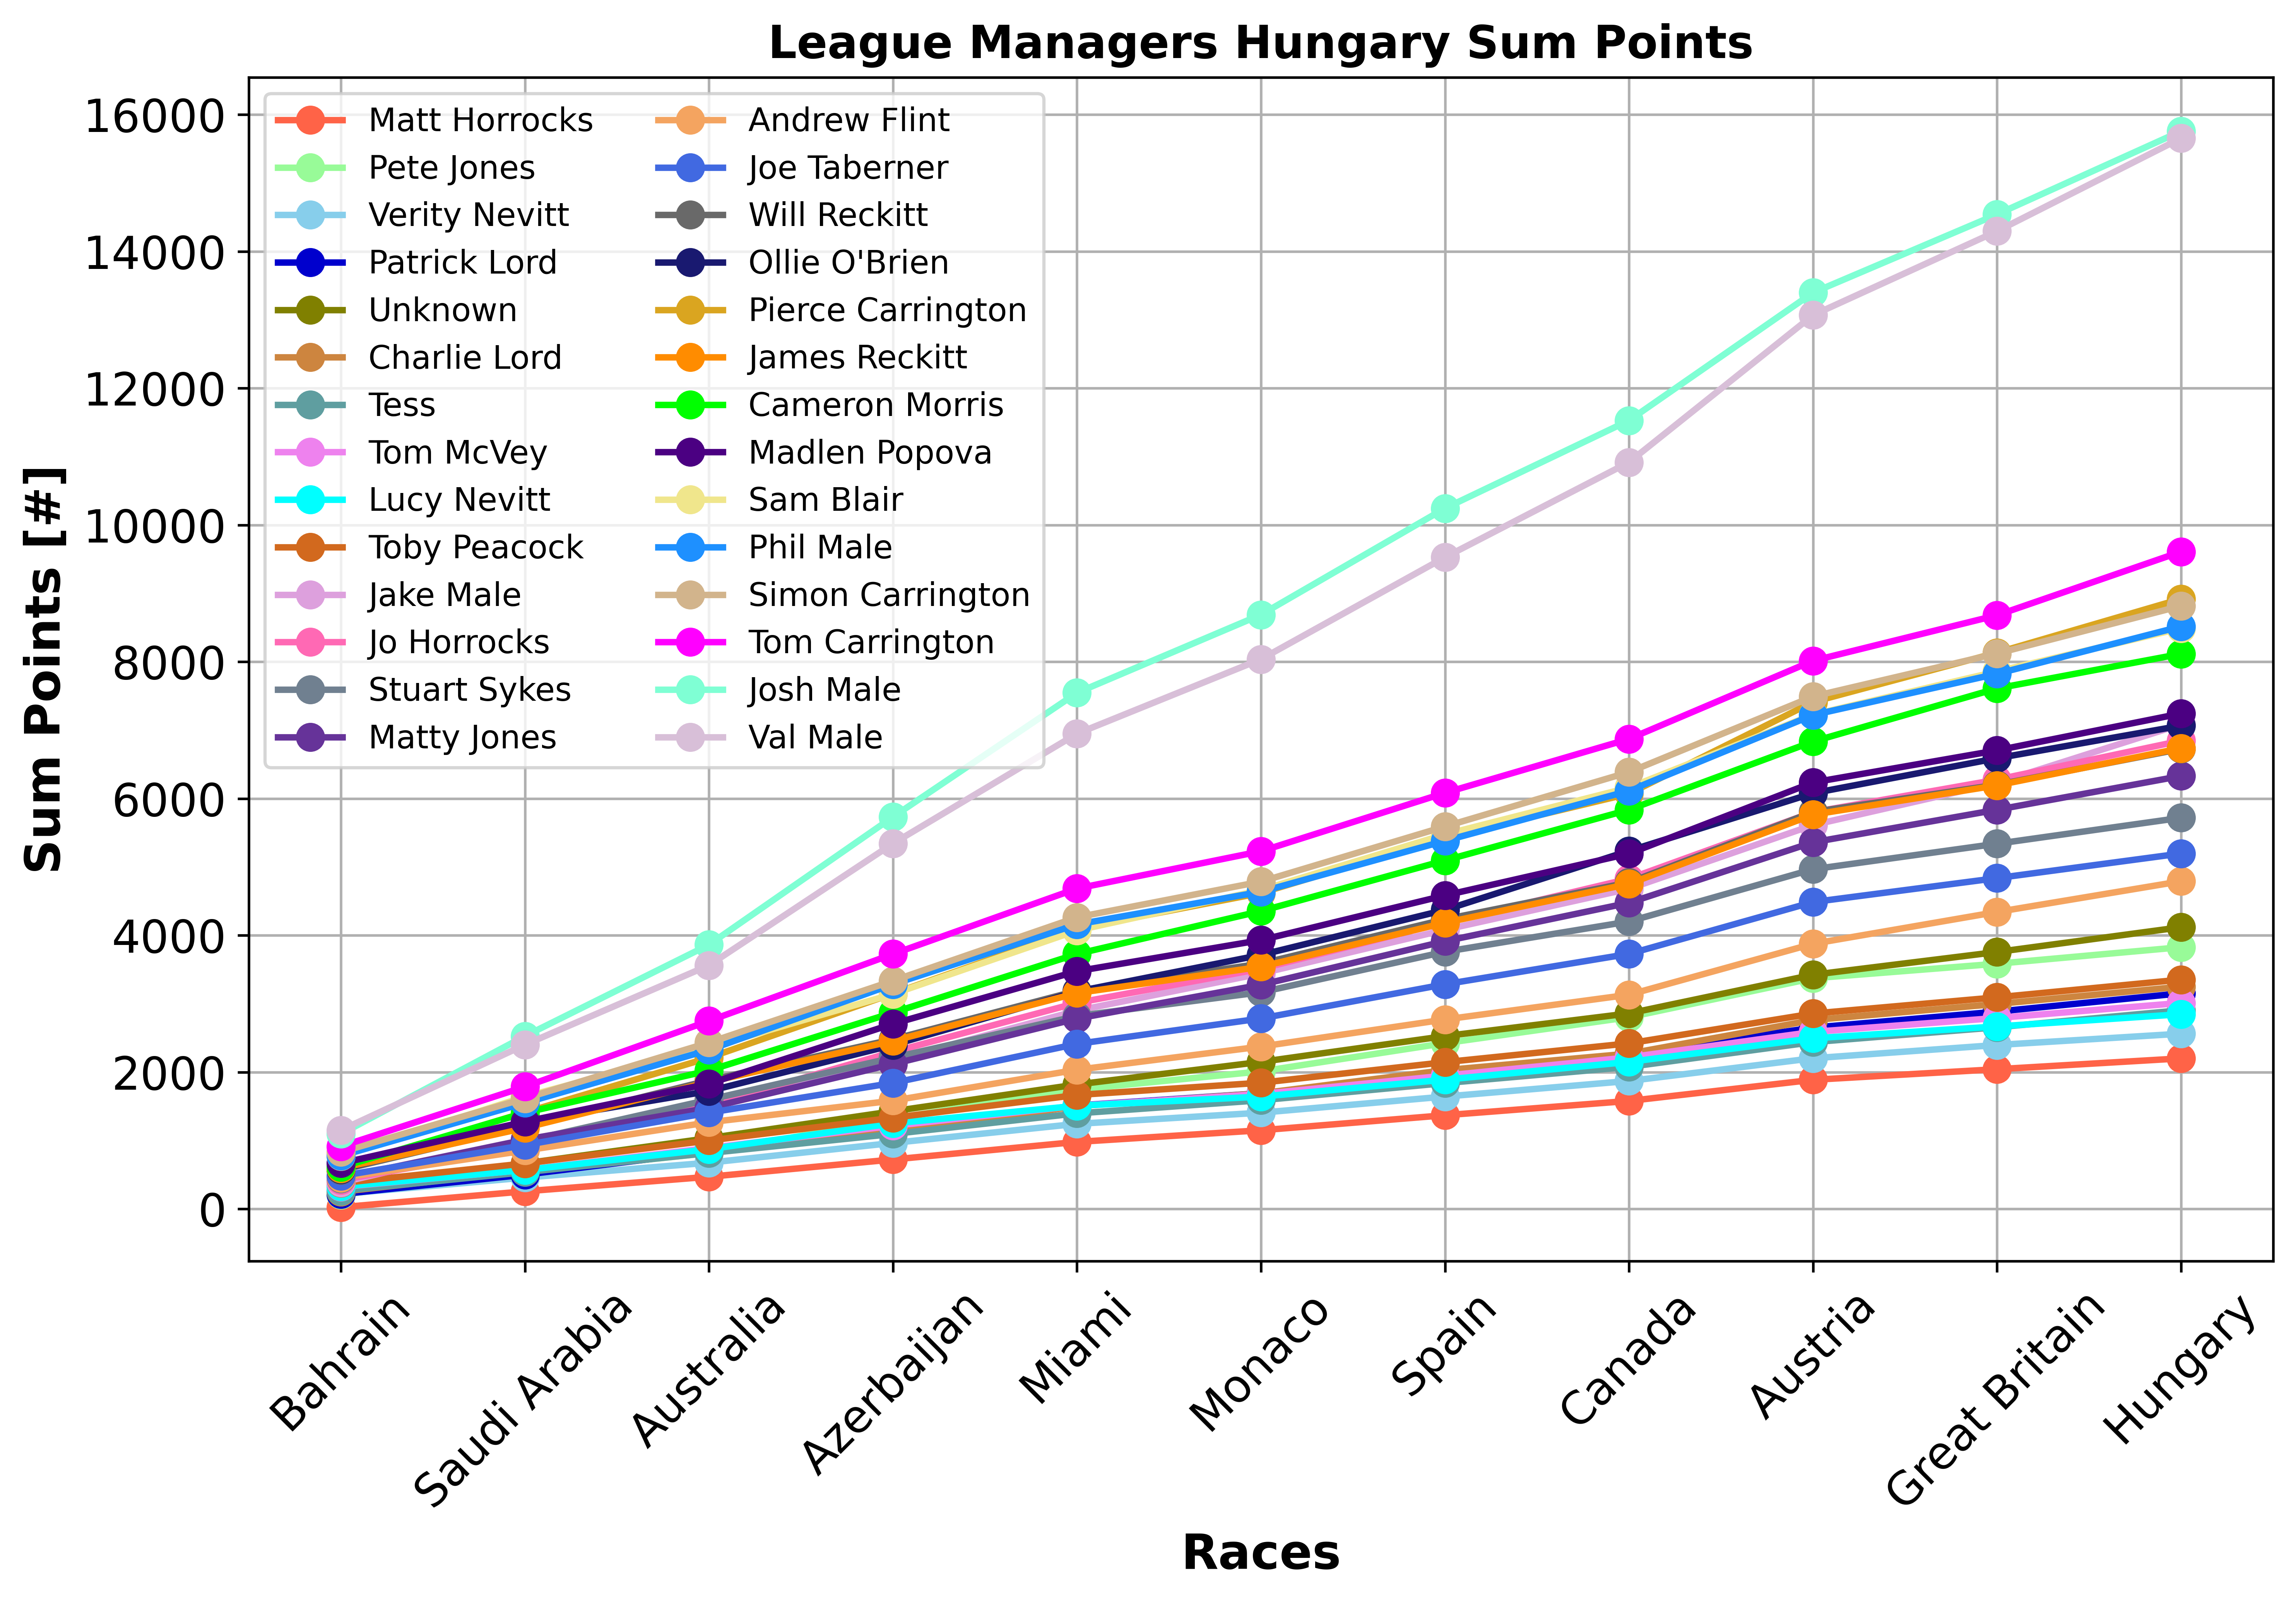 League Managers Hungary Sum Points
Sum Points [#]
16000
14000
12000
10000
8000
6000
4000
2000
0
Matt Horrocks
Pete Jones
Verity Nevitt
Patrick Lord
Unknown
Charlie Lord
Tess
Tom McVey
Lucy Nevitt
Toby Peacock
Jake Male
Jo Horrocks
Stuart Sykes
Matty Jones
Andrew Flint
Joe Taberner
Will Reckitt
Ollie O'Brien
Pierce Carrington
James Reckitt
Cameron Morris
Madlen Popova
Sam Blair
Phil Male
Simon Carrington
Tom Carrington
Josh Male
Val Male
Bahrain
Saudi Arabia
Australia
Azerbaijan
Miami
Monaco
Spain
Canada
Austria
Great Britain
Hungary
Races